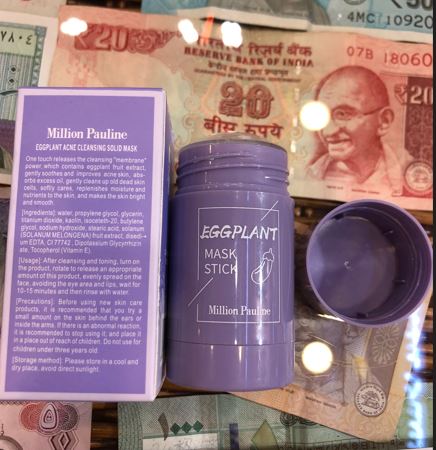 4MC 10920
₹20
भारतीय रिज़र्व बैंक
RESERVE BANK OF INDIA
07B 18060
20
बीस रुपये
₹20
Million Pauline
EGGPLANT ACNE CLEANSING SOLID MASK
One touch releases the cleansing "membrane"
power, which contains eggplant fruit extract,
gently soothes and improves acne skin, abs-
orbs excess oil, gently cleans up old dead skin
cells, softly cares, replenishes moisture and
nutrients to the skin, and makes the skin bright
and smooth.
[Ingredients]: water, propylene glycol, glycerin,
titanium dioxide, kaolin, isoceteth-20, butylene
glycol, sodium hydroxide, stearic acid, solanum
(SOLANUM MELONGENA) fruit extract, disodi-
um EDTA, CI 77742, Dipotassium Glycyrrhizin
ate, Tocopherol (Vitamin E).
[Usage]: After cleansing and toning, turn on
the product, rotate to release an appropriate
amount of this product, evenly spread on the
face, avoiding the eye area and lips, wait for
10-15 minutes and then rinse with water.
[Precautions]: Before using new skin care
products, it is recommended that you try a
small amount on the skin behind the ears or
inside the arms. If there is an abnormal reaction,
it is recommended to stop using it, and place it
in a place out of reach of children. Do not use for
children under three years old.
[Storage method]: Please store in a cool and
dry place, avoid direct sunlight.
EGGPLANT
MASK
STICK
Million Pauline
١٠٠٠